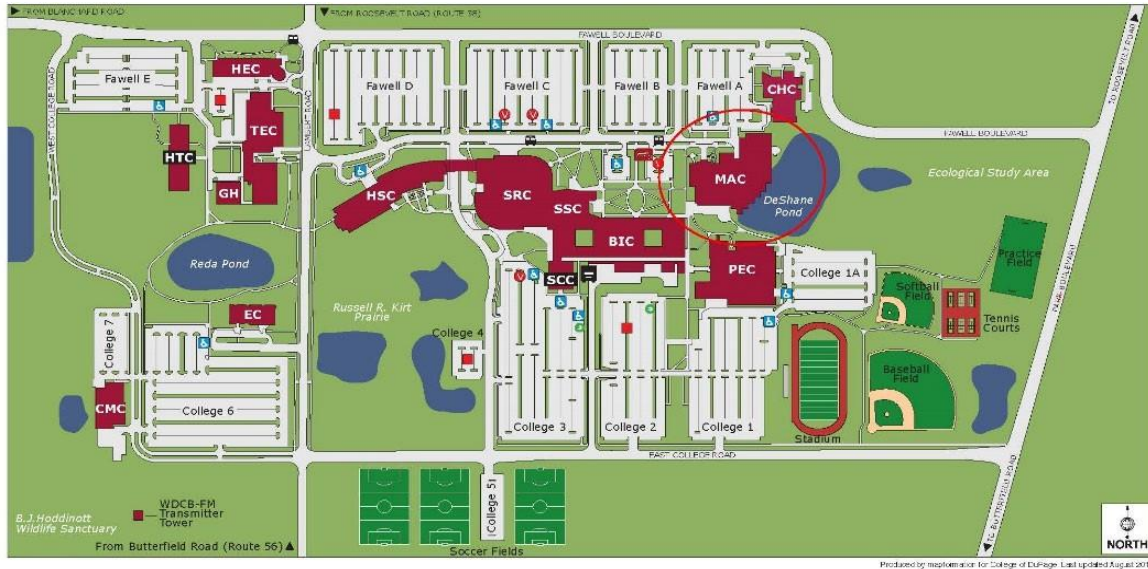 FROM BLANCHARD ROAD
FROM ROOSEVELT ROAD (ROUTE 38)
FAWELL BOULEVARD
TO ROOSEVELT ROAD
WEST COLLEGE ROAD
LAMBERT ROAD
Fawell E
HEC
Fawell D
Fawell C
Fawell B
Fawell A
CHC
TEC
HTC
GH
FAWELL BOULEVARD
Ecological Study Area
MAC
DeShane
Pond
HSC
SRC
SSC
BIC
SCC
PEC
College 1A
Reda Pond
Russell R. Kirt
Prairie
EC
College 7
College 4
Softball
Field
Practice
Field
Tennis
Courts
PARK BOULEVARD
Baseball
Field
CMC
College 6
College 3
College 2
College 1
Stadium
EAST COLLEGE ROAD
College 5
WDCB-FM
Transmitter
Tower
B.J.Hoddinott
Wildlife Sanctuary
From Butterfield Road (Route 56)
Soccer Fields
TO BUTTERFIELD ROAD
NORTH
Produced by mapformation for College of DuPage. Last updated August